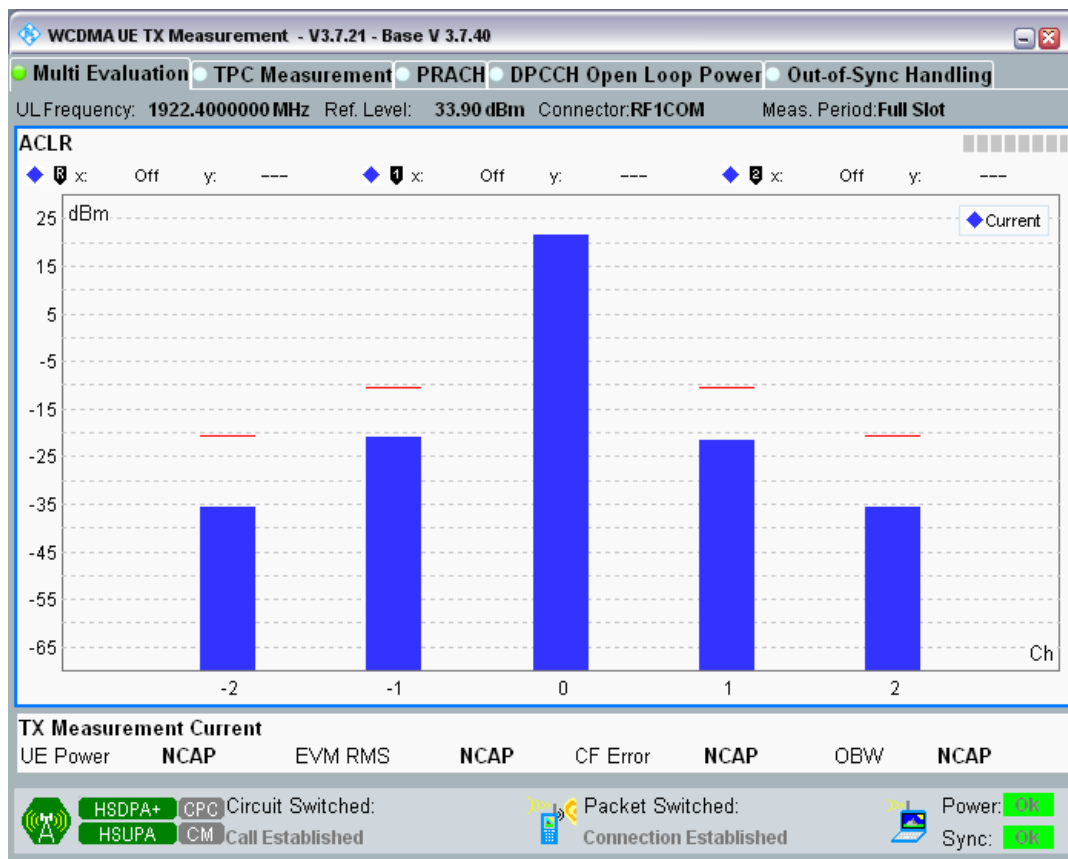 WCDMA UE TX Measurement - V3.7.21 - Base V 3.7.40
Multi Evaluation TPC Measurement PRACH DPCCH Open Loop Power Out-of-Sync Handling
UL Frequency: 1922.4000000 MHz Ref. Level: 33.90 dBm Connector:RF1COM Meas. Period:Full Slot
ACLR
R x: Off y: --- 1 x: Off y: --- 2 x: Off y: ---
dBm
Current
25
15
5
-5
-15
-25
-35
-45
-55
-65
Ch
-2 -1 0 1 2
TX Measurement Current
UE Power NCAP EVM RMS NCAP CF Error NCAP OBW NCAP
HSDPA+ CPC Circuit Switched: Packet Switched: Power: OK
HSUPA CM Call Established Connection Established Sync: OK